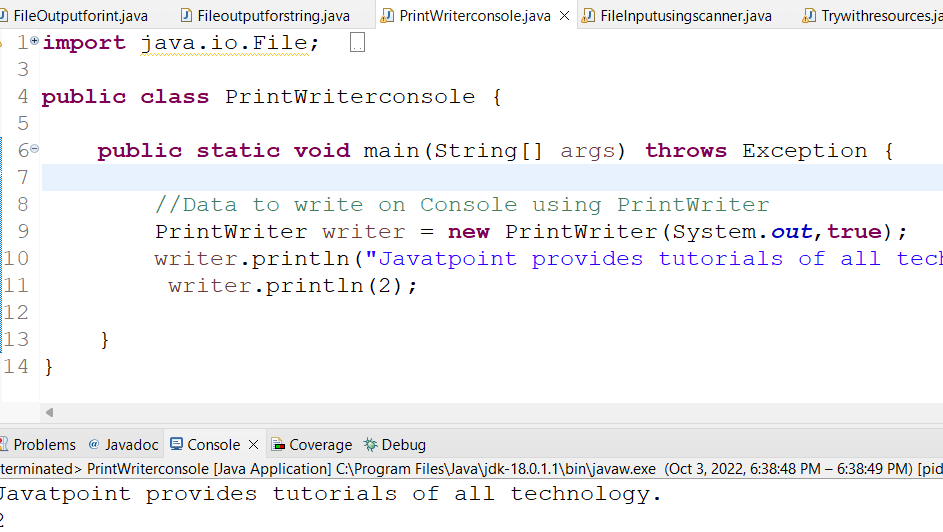 FileOutputforint.java Fileoutputforstring.java PrintWriterconsole.java FileInputusingscanner.java Trywithresources.ja
1 import java.io.File;
3
4 public class PrintWriterconsole {
5
6 public static void main(String[] args) throws Exception {
7
8 //Data to write on Console using PrintWriter
9 PrintWriter writer = new PrintWriter(System.out,true);
10 writer.println("Javatpoint provides tutorials of all tech
11 writer.println(2);
12
13 }
14 }
Problems @ Javadoc Console Coverage Debug
terminated> PrintWriterconsole [Java Application] C:\Program Files\Java\jdk-18.0.1.1\bin\javaw.exe (Oct 3, 2022, 6:38:48 PM – 6:38:49 PM) [pid
Javatpoint provides tutorials of all technology.
2